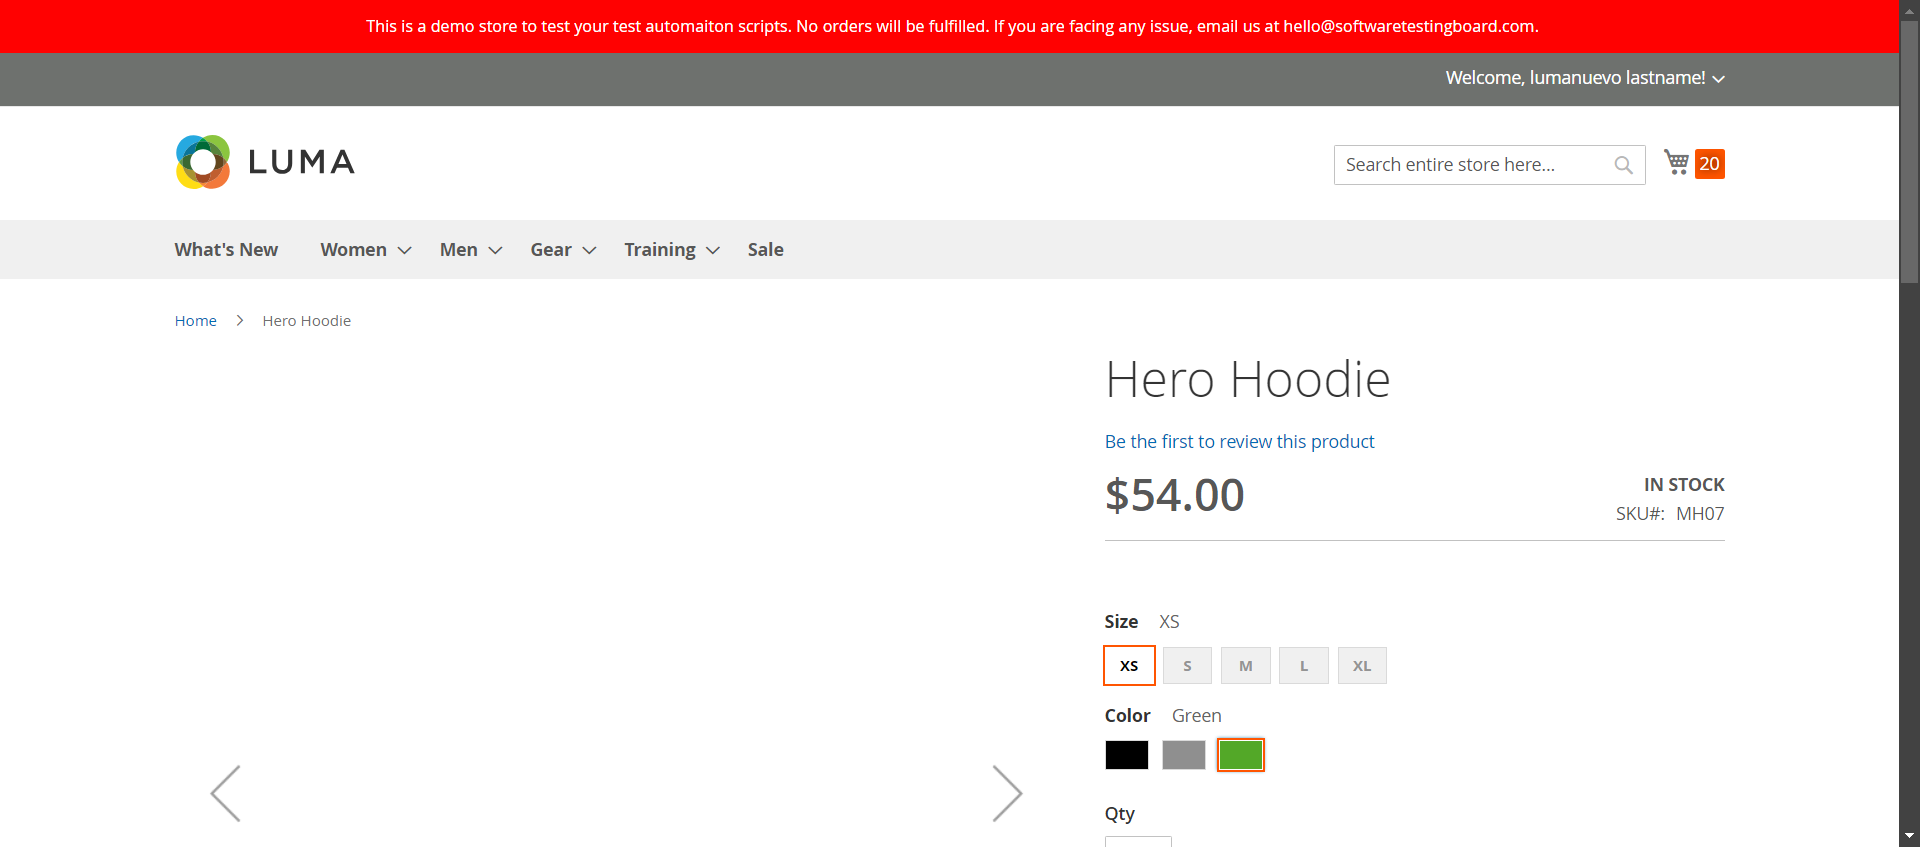 This is a demo store to test your test automaiton scripts. No orders will be fulfilled. If you are facing any issue, email us at hello@softwaretestingboard.com.
Welcome, lumanuevo lastname!
LUMA
Search entire store here...
20
What's New Women Men Gear Training Sale
Home Hero Hoodie
Hero Hoodie
Be the first to review this product
$54.00
IN STOCK
SKU#: MH07
Size XS
XS S M L XL
Color Green
Qty